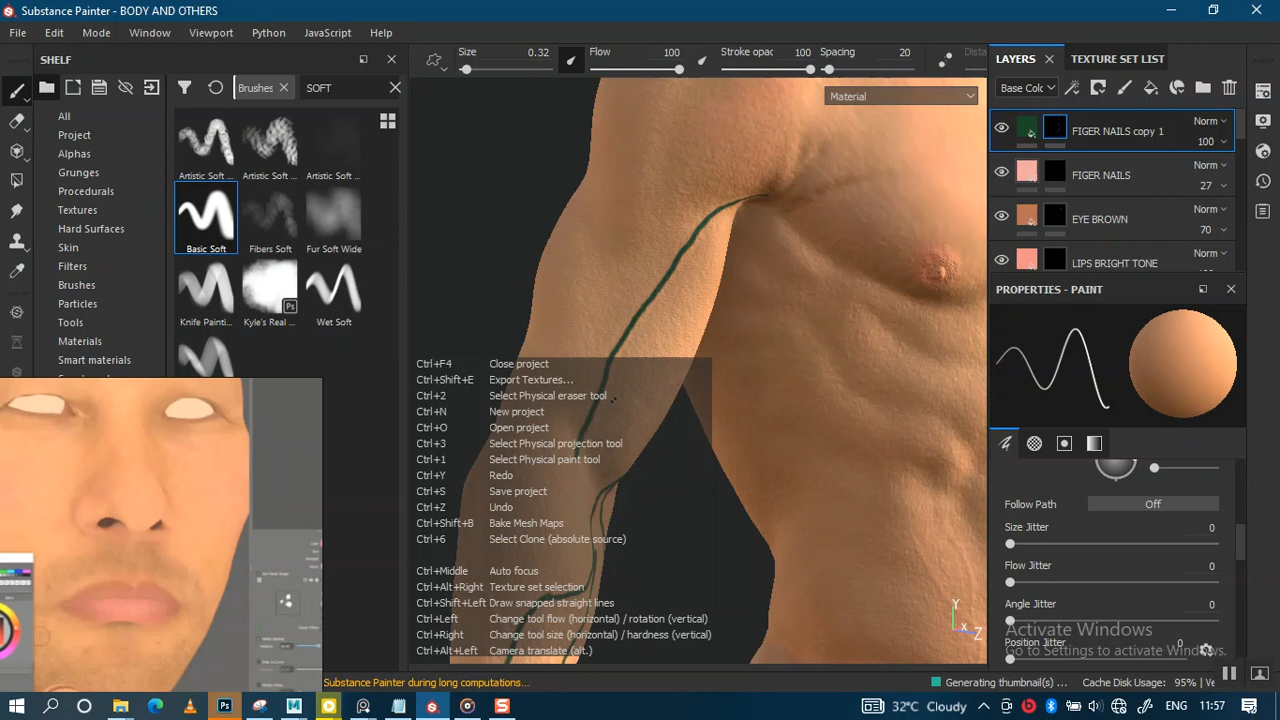 Substance Painter - BODY AND OTHERS
File Edit Mode Window Viewport Python JavaScript Help
SHELF
Brushes
SOFT
All
Project
Alphas
Grunges
Procedurals
Textures
Hard Surfaces
Skin
Filters
Brushes
Particles
Tools
Materials
Smart materials
Artistic Soft ... Artistic Soft ... Artistic Soft ...
Basic Soft Fibers Soft Fur Soft Wide
Knife Painti... Kyle's Real ... Wet Soft
Ps
Size 0.32 Flow 100 Stroke opac 100 Spacing 20 Dista
Material
Ctrl+F4 Close project
Ctrl+Shift+E Export Textures...
Ctrl+2 Select Physical eraser tool
Ctrl+N New project
Ctrl+O Open project
Ctrl+3 Select Physical projection tool
Ctrl+1 Select Physical paint tool
Ctrl+Y Redo
Ctrl+S Save project
Ctrl+Z Undo
Ctrl+Shift+B Bake Mesh Maps
Ctrl+6 Select Clone (absolute source)
Ctrl+Middle Auto focus
Ctrl+Alt+Right Texture set selection
Ctrl+Shift+Left Draw snapped straight lines
Ctrl+Left Change tool flow (horizontal) / rotation (vertical)
Ctrl+Right Change tool size (horizontal) / hardness (vertical)
Ctrl+Alt+Left Camera translate (alt.)
Y
X
Z
LAYERS TEXTURE SET LIST
Base Colc
FIGER NAILS copy 1 Norm 100
FIGER NAILS Norm 27
EYE BROWN Norm 70
LIPS BRIGHT TONE Norm
PROPERTIES - PAINT
Follow Path Off
Size Jitter 0
Flow Jitter 0
Angle Jitter 0
Position Jitter 0
Activate Windows
Go to Settings to activate Windows.
Substance Painter during long computations...
Generating thumbnail(s) ... Cache Disk Usage: 95% | Ve
Ps
32°C Cloudy ENG 11:57